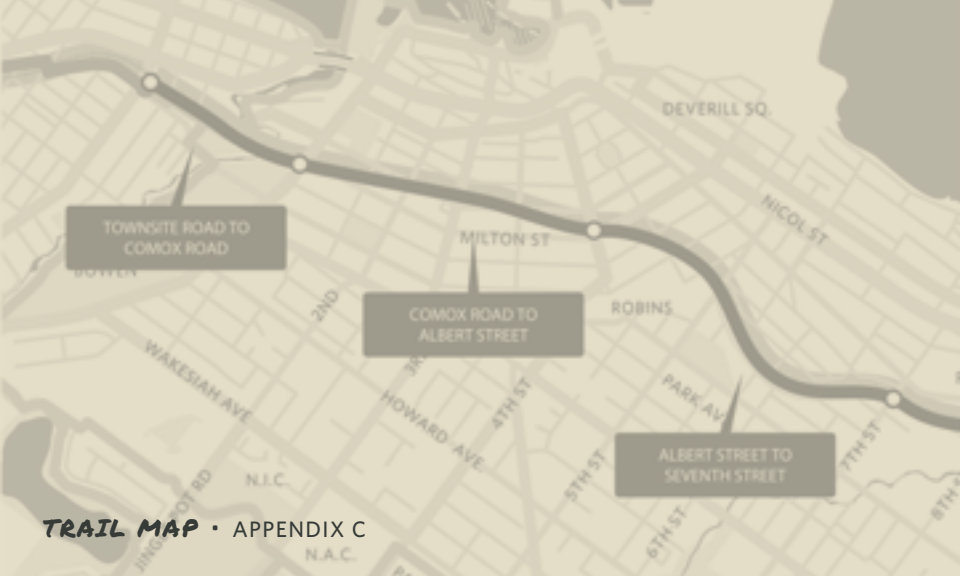 DEVERILL SQ.
NICOL ST
TOWNSITE ROAD TO
COMOX ROAD
BOWEN
MILTON ST
2ND
COMOX ROAD TO
ALBERT STREET
ROBINS
WAKESIAH AVE
HOWARD AVE
4TH ST
PARK AV
ALBERT STREET TO
SEVENTH STREET
7TH ST
5TH ST
6TH ST
8TH S
N.I.C.
TRAIL MAP · APPENDIX C
N.A.C.